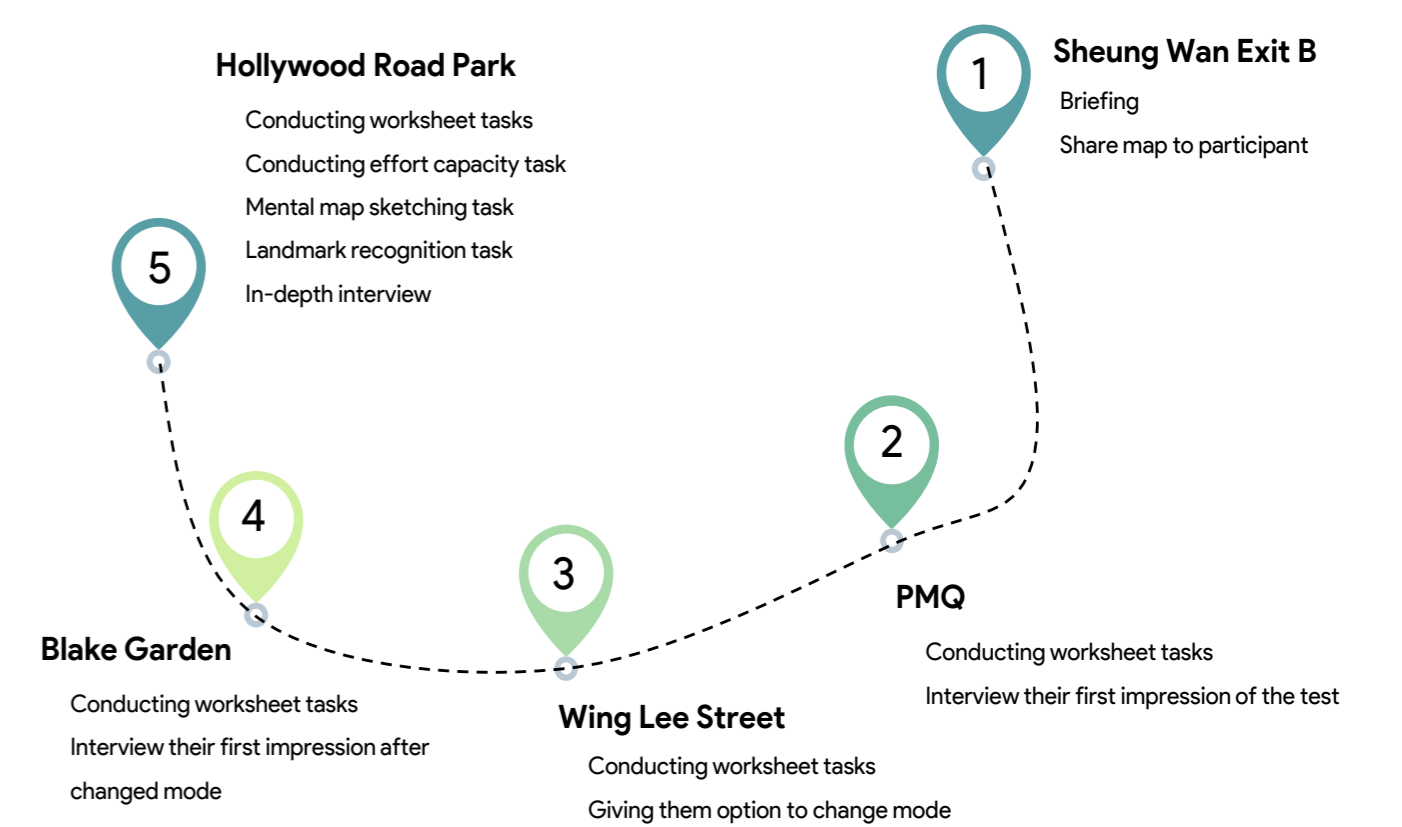 1
Sheung Wan Exit B
Briefing
Share map to participant
2
PMQ
Conducting worksheet tasks
Interview their first impression of the test
3
Wing Lee Street
Conducting worksheet tasks
Giving them option to change mode
4
Blake Garden
Conducting worksheet tasks
Interview their first impression after
changed mode
5
Hollywood Road Park
Conducting worksheet tasks
Conducting effort capacity task
Mental map sketching task
Landmark recognition task
In-depth interview